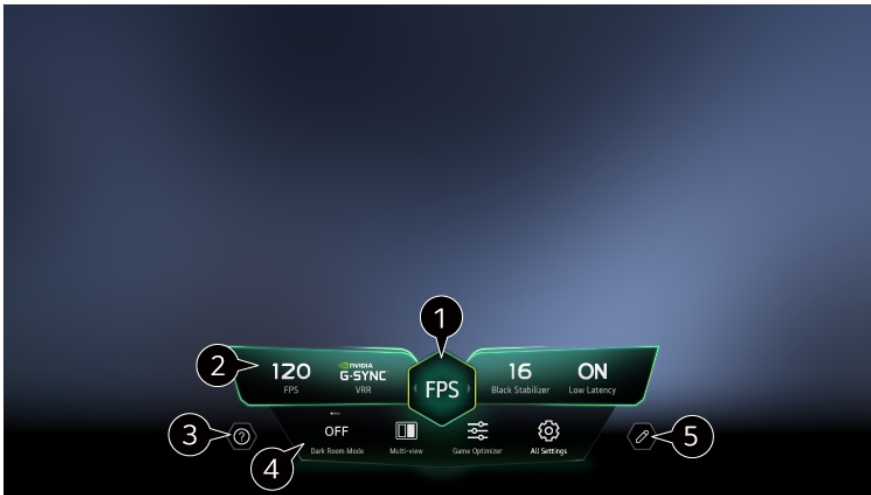 1
2
120
FPS
NVIDIA
G-SYNC
VRR
FPS
16
Black Stabilizer
ON
Low Latency
3
?
OFF
Dark Room Mode
Multi-view
Game Optimizer
All Settings
4
5